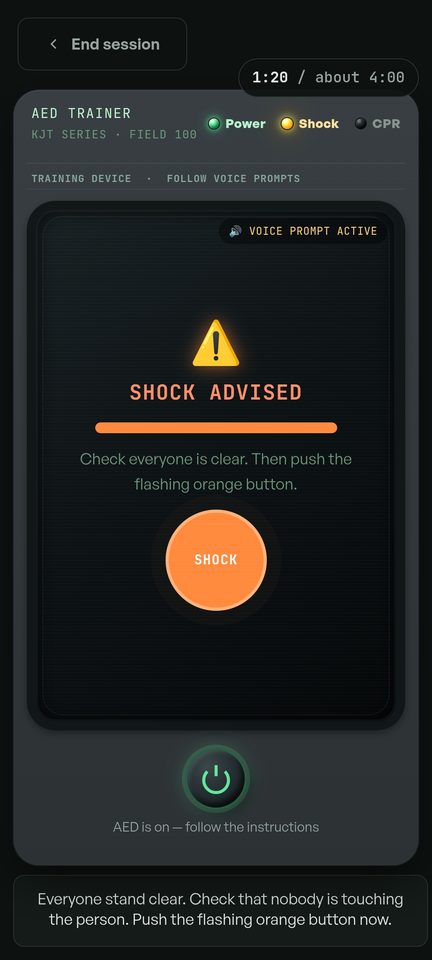 End session
1:20 / about 4:00
AED TRAINER
KJT SERIES · FIELD 100
Power
Shock
CPR
TRAINING DEVICE · FOLLOW VOICE PROMPTS
VOICE PROMPT ACTIVE
SHOCK ADVISED
Check everyone is clear. Then push the
flashing orange button.
SHOCK
AED is on — follow the instructions
Everyone stand clear. Check that nobody is touching
the person. Push the flashing orange button now.